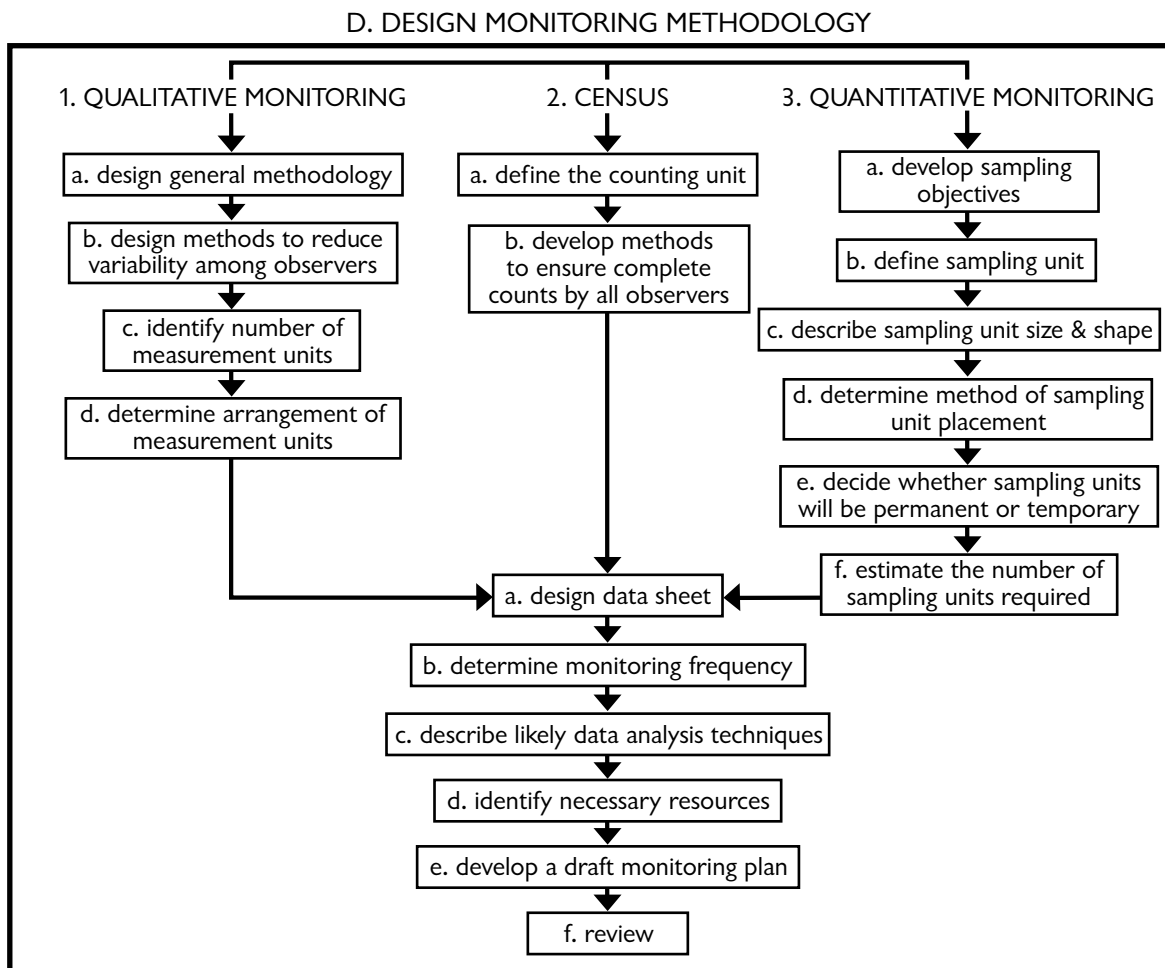 D. DESIGN MONITORING METHODOLOGY
1. QUALITATIVE MONITORING
a. design general methodology
b. design methods to reduce
variability among observers
c. identify number of
measurement units
d. determine arrangement of
measurement units
2. CENSUS
a. define the counting unit
b. develop methods
to ensure complete
counts by all observers
3. QUANTITATIVE MONITORING
a. develop sampling
objectives
b. define sampling unit
c. describe sampling unit size & shape
d. determine method of sampling
unit placement
e. decide whether sampling units
will be permanent or temporary
f. estimate the number of
sampling units required
a. design data sheet
b. determine monitoring frequency
c. describe likely data analysis techniques
d. identify necessary resources
e. develop a draft monitoring plan
f. review